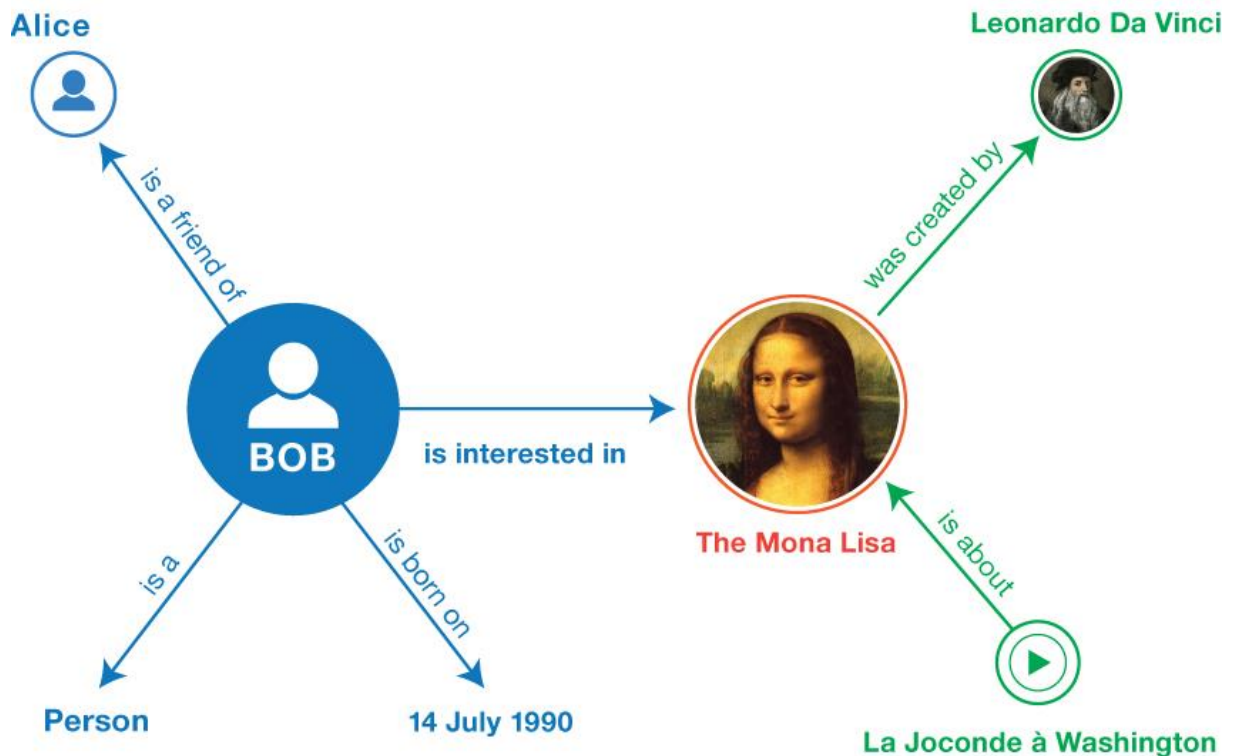 Alice
Leonardo Da Vinci
is a friend of
was created by
BOB
is interested in
The Mona Lisa
is a
is born on
is about
Person
14 July 1990
La Joconde à Washington